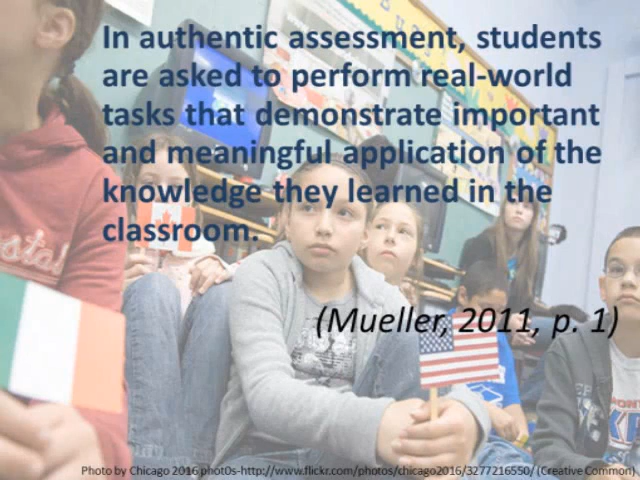 In authentic assessment, students
are asked to perform real-world
tasks that demonstrate important
and meaningful application of the
knowledge they learned in the
classroom.
(Mueller, 2011, p. 1)
Photo by Chicago 2016 phot0s-http://www.flickr.com/photos/chicago2016/3277216550/ (Creative Common)